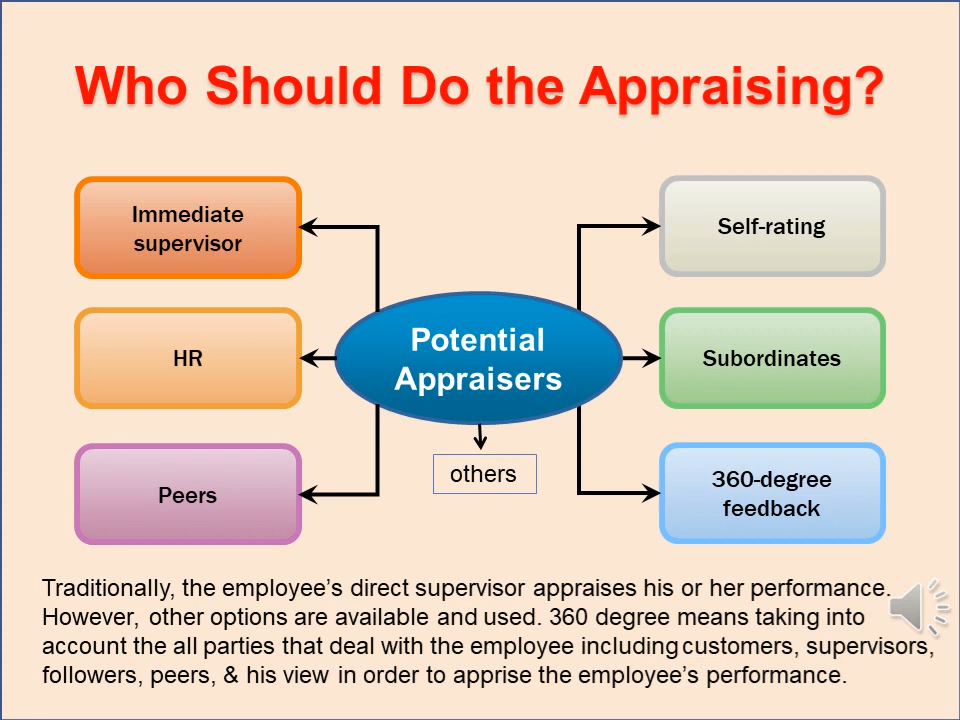 Who Should Do the Appraising?
Immediate
supervisor
Self-rating
HR
Potential
Appraisers
Subordinates
Peers
others
360-degree
feedback
Traditionally, the employee’s direct supervisor appraises his or her performance.
However, other options are available and used. 360 degree means taking into
account the all parties that deal with the employee including customers, supervisors,
followers, peers, & his view in order to apprise the employee’s performance.